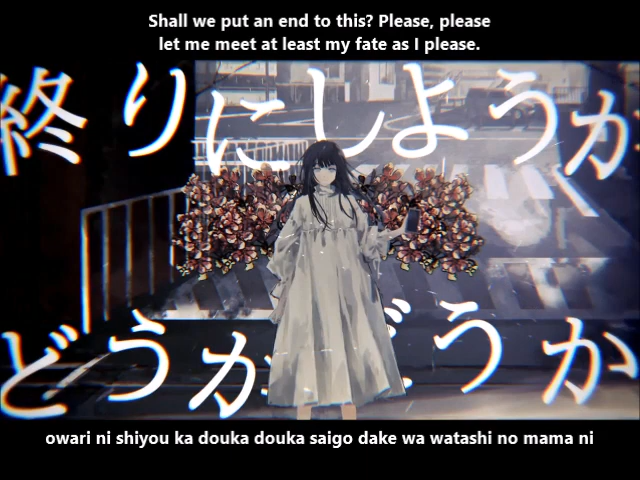 Shall we put an end to this? Please, please
let me meet at least my fate as I please.
終りにしようか
どうかどうか
owari ni shiyou ka douka douka saigo dake wa watashi no mama ni